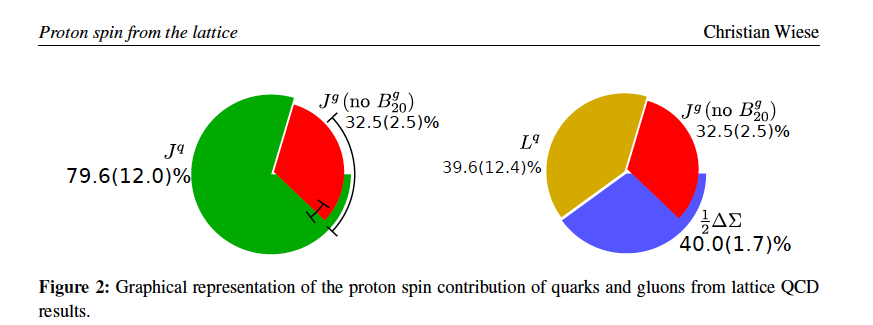 Proton spin from the lattice
Christian Wiese
J^g (no B^g_20)
32.5(2.5)%
J^q
79.6(12.0)%
J^g (no B^g_20)
32.5(2.5)%
L^q
39.6(12.4)%
½ΔΣ
40.0(1.7)%
Figure 2: Graphical representation of the proton spin contribution of quarks and gluons from lattice QCD
results.